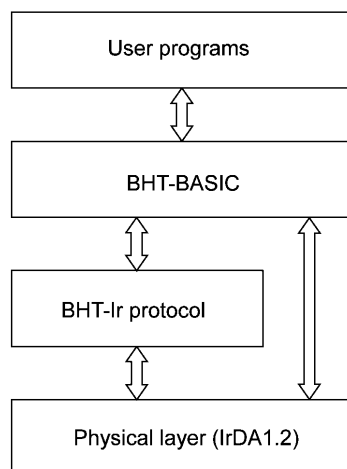 User programs
BHT-BASIC
BHT-Ir protocol
Physical layer (IrDA1.2)